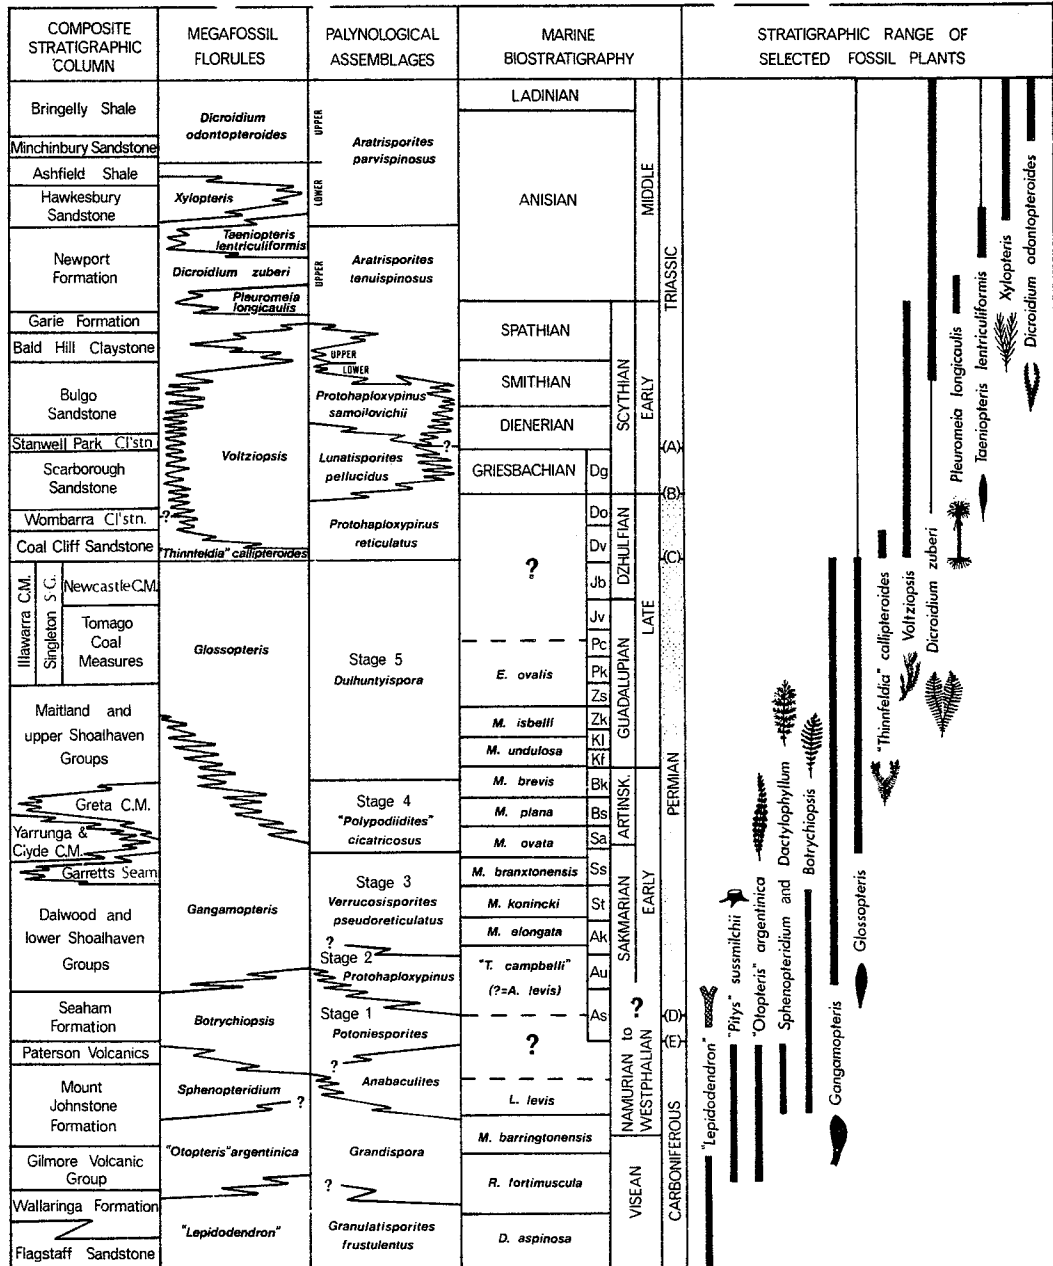 COMPOSITE
STRATIGRAPHIC
COLUMN
MEGAFOSSIL
FLORULES
PALYNOLOGICAL
ASSEMBLAGES
MARINE
BIOSTRATIGRAPHY
STRATIGRAPHIC RANGE OF
SELECTED FOSSIL PLANTS
Bringelly Shale
Minchinbury Sandstone
Ashfield Shale
Hawkesbury
Sandstone
Newport
Formation
Garie Formation
Bald Hill Claystone
Bulgo
Sandstone
Stanwell Park Cl'stn
Scarborough
Sandstone
Wombarra Cl'stn.
Coal Cliff Sandstone
Illawarra C.M.
Singleton S.G.
Newcastle C.M.
Tomago
Coal
Measures
Maitland and
upper Shoalhaven
Groups
Greta C.M.
Yarrunga &
Clyde C.M.
Garretts Seam
Dalwood and
lower Shoalhaven
Groups
Seaham
Formation
Paterson Volcanics
Mount
Johnstone
Formation
Gilmore Volcanic
Group
Wallaringa Formation
Flagstaff Sandstone
Dicroidium
odontopteroides
Xylopteris
Taeniopteris
lentriculiformis
Dicroidium zuberi
Pleuromeia
longicaulis
Voltziopsis
?
"Thinnfeldia" callipteroides
Glossopteris
Gangamopteris
Botrychiopsis
Sphenopteridium
?
"Otopteris" argentinica
"Lepidodendron"
UPPER
LOWER
Aratrisporites
parvispinosus
UPPER
Aratrisporites
tenuispinosus
UPPER
LOWER
Protohaploxypinus
samoilovichii
?
Lunatisporites
pellucidus
Protohaploxypinus
reticulatus
Stage 5
Dulhuntyispora
Stage 4
"Polypodiidites"
cicatricosus
Stage 3
Verrucosisporites
pseudoreticulatus
?
Stage 2
Protohaploxypinus
Stage 1
Potoniesporites
?
Anabaculites
Grandispora
?
Granulatisporites
frustulentus
LADINIAN
ANISIAN
SPATHIAN
SMITHIAN
DIENERIAN
GRIESBACHIAN
?
E. ovalis
M. isbelli
M. undulosa
M. brevis
M. plana
M. ovata
M. branxtonensis
M. konincki
M. elongata
"T. campbelli"
(?=A. levis)
?
L. levis
M. barringtonensis
R. fortimuscula
D. aspinosa
Dg
Do
Dv
Jb
Jv
Pc
Pk
Zs
Zk
Kl
Kf
Bk
Bs
Sa
Ss
St
Ak
Au
As
SCYTHIAN
DZHULFIAN
GUADALUPIAN
ARTINSK.
SAKMARIAN
?
NAMURIAN to
WESTPHALIAN
VISEAN
MIDDLE
EARLY
LATE
EARLY
TRIASSIC
PERMIAN
CARBONIFEROUS
(A)
(B)
(C)
(D)
(E)
"Lepidodendron"
"Pitys" sussmilchii
"Otopteris" argentinica
Sphenopteridium and Dactylophyllum
Botrychiopsis
Gangamopteris
Glossopteris
"Thinnfeldia" callipteroides
Voltziopsis
Dicroidium zuberi
Pleuromeia longicaulis
Taeniopteris lentriculiformis
Xylopteris
Dicroidium odontopteroides